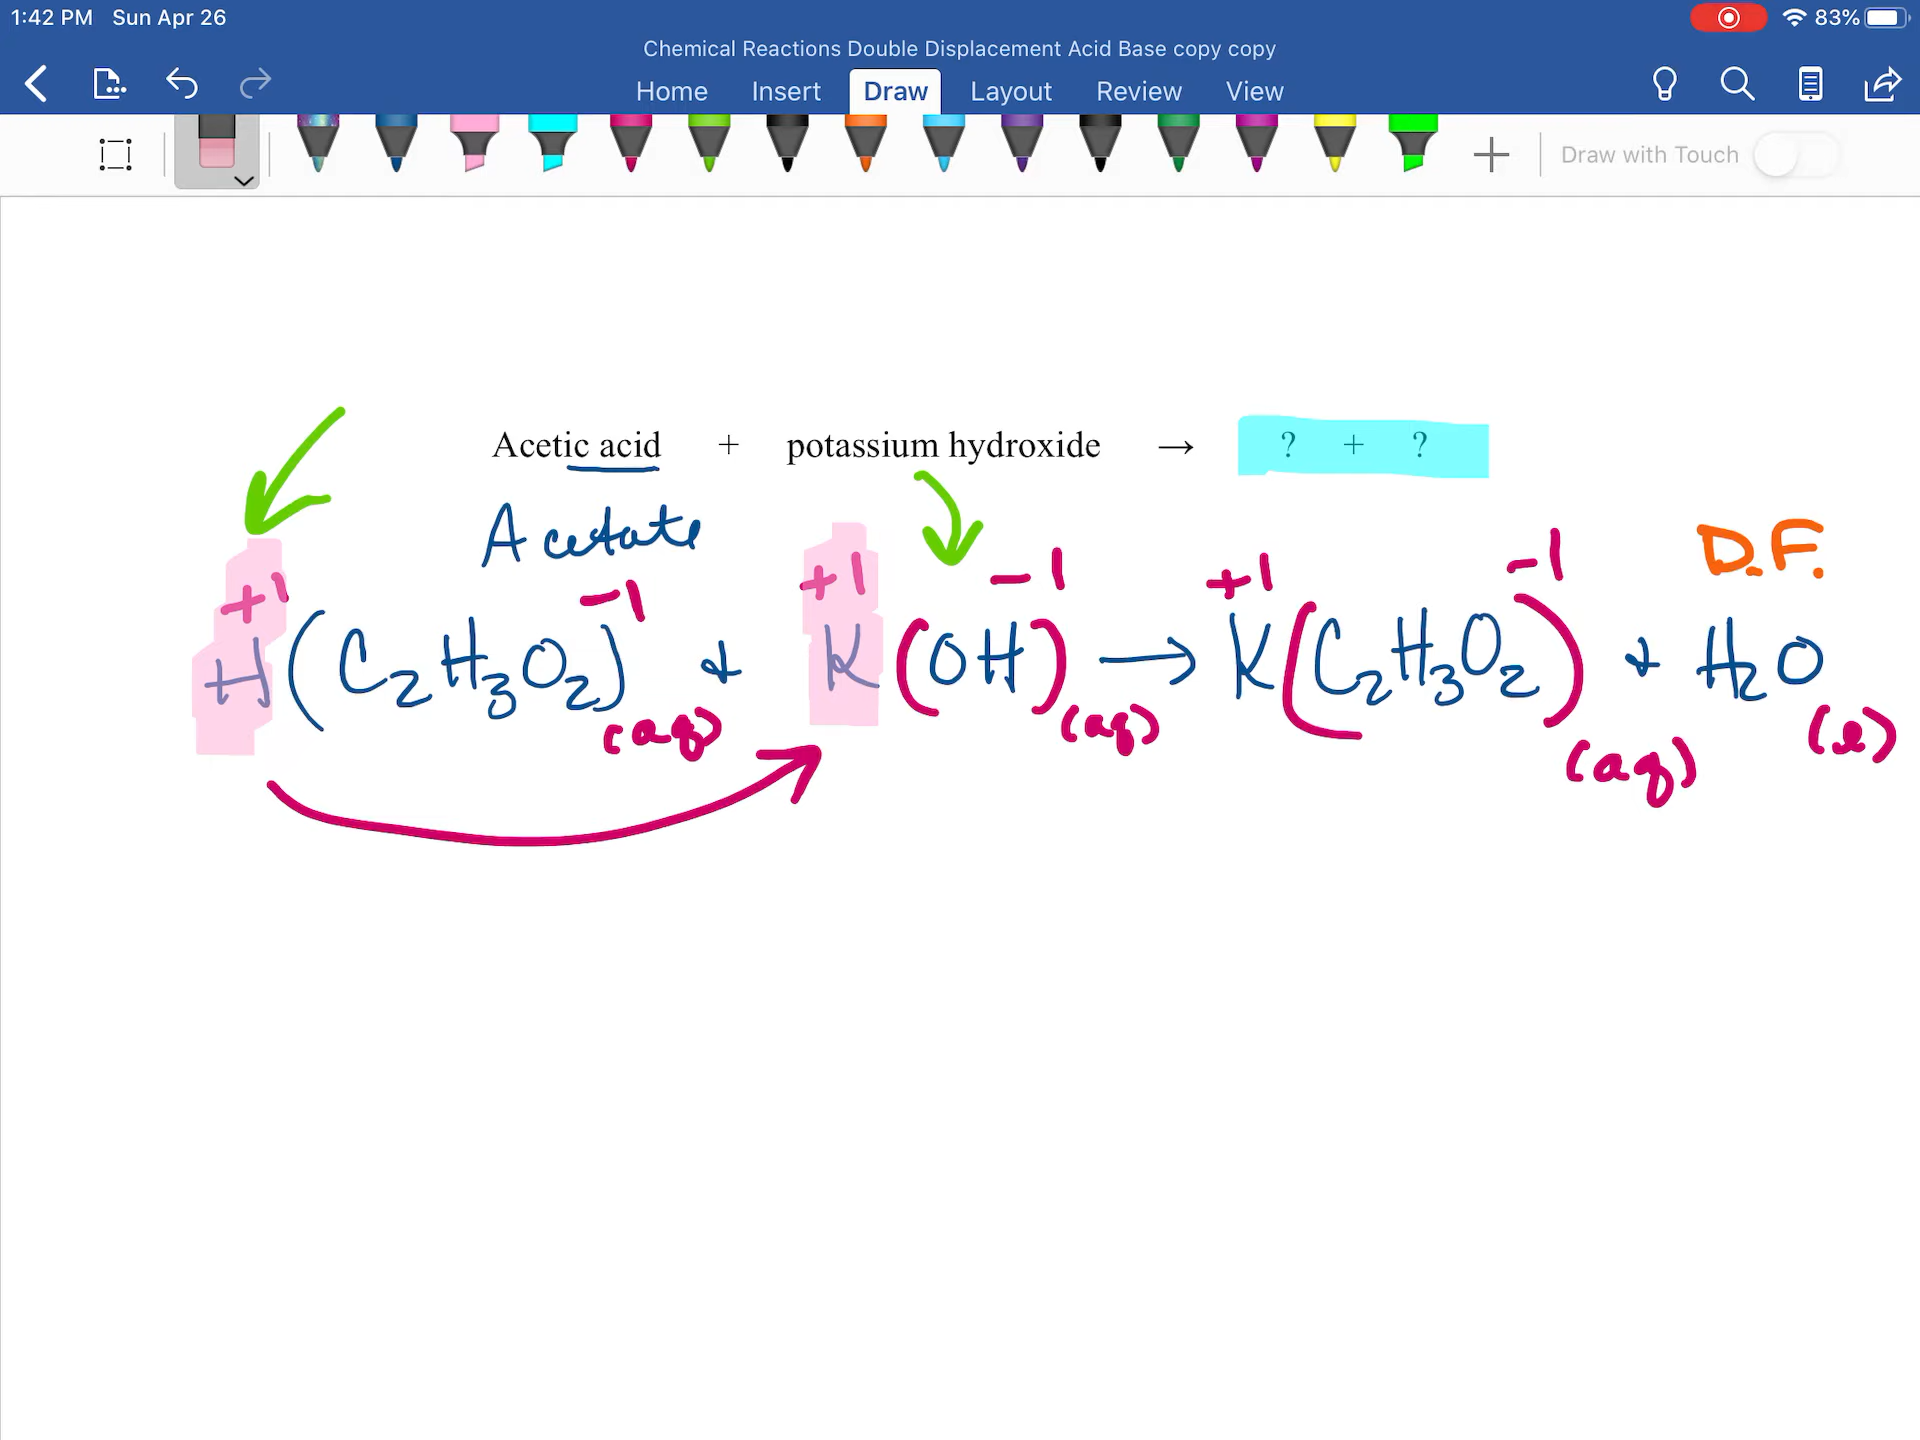 1:42 PM Sun Apr 26 83%
Chemical Reactions Double Displacement Acid Base copy copy
Home Insert Draw Layout Review View
Draw with Touch
Acetic acid + potassium hydroxide → ? + ?
Acetate
D.F.
+1 -1 +1 -1 +1 -1
H(C₂H₃O₂) + K(OH) → K(C₂H₃O₂) + H₂O
(aq) (aq) (aq) (l)